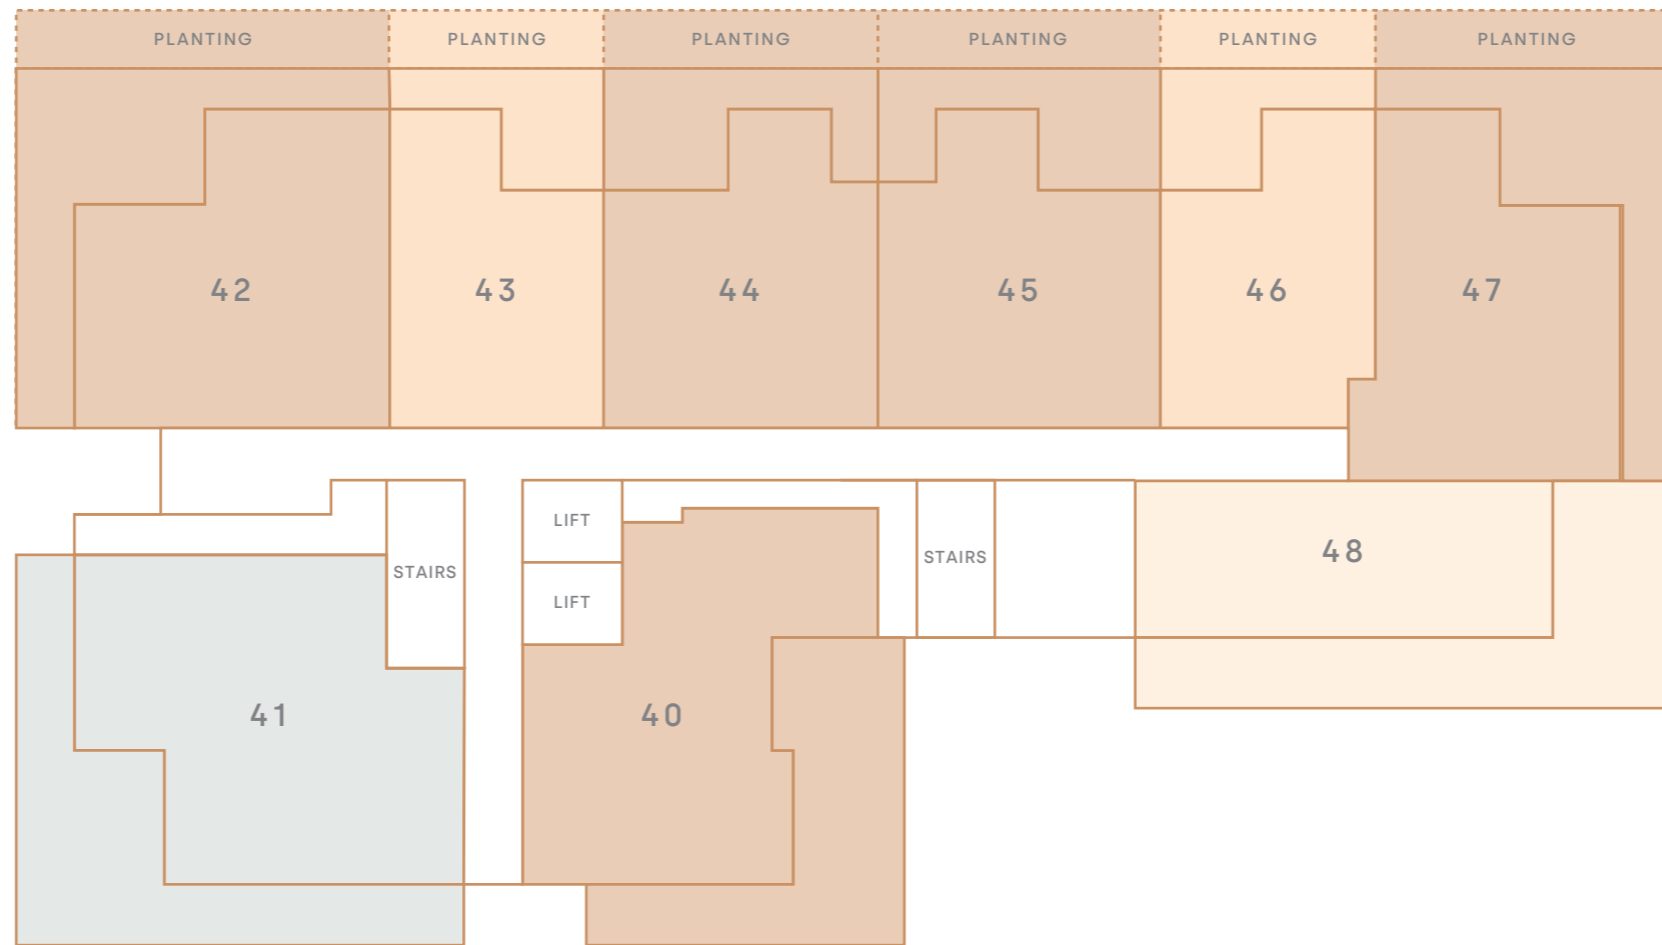 PLANTING PLANTING PLANTING PLANTING PLANTING PLANTING
42 43 44 45 46 47
LIFT
48
STAIRS
STAIRS
LIFT
41
40